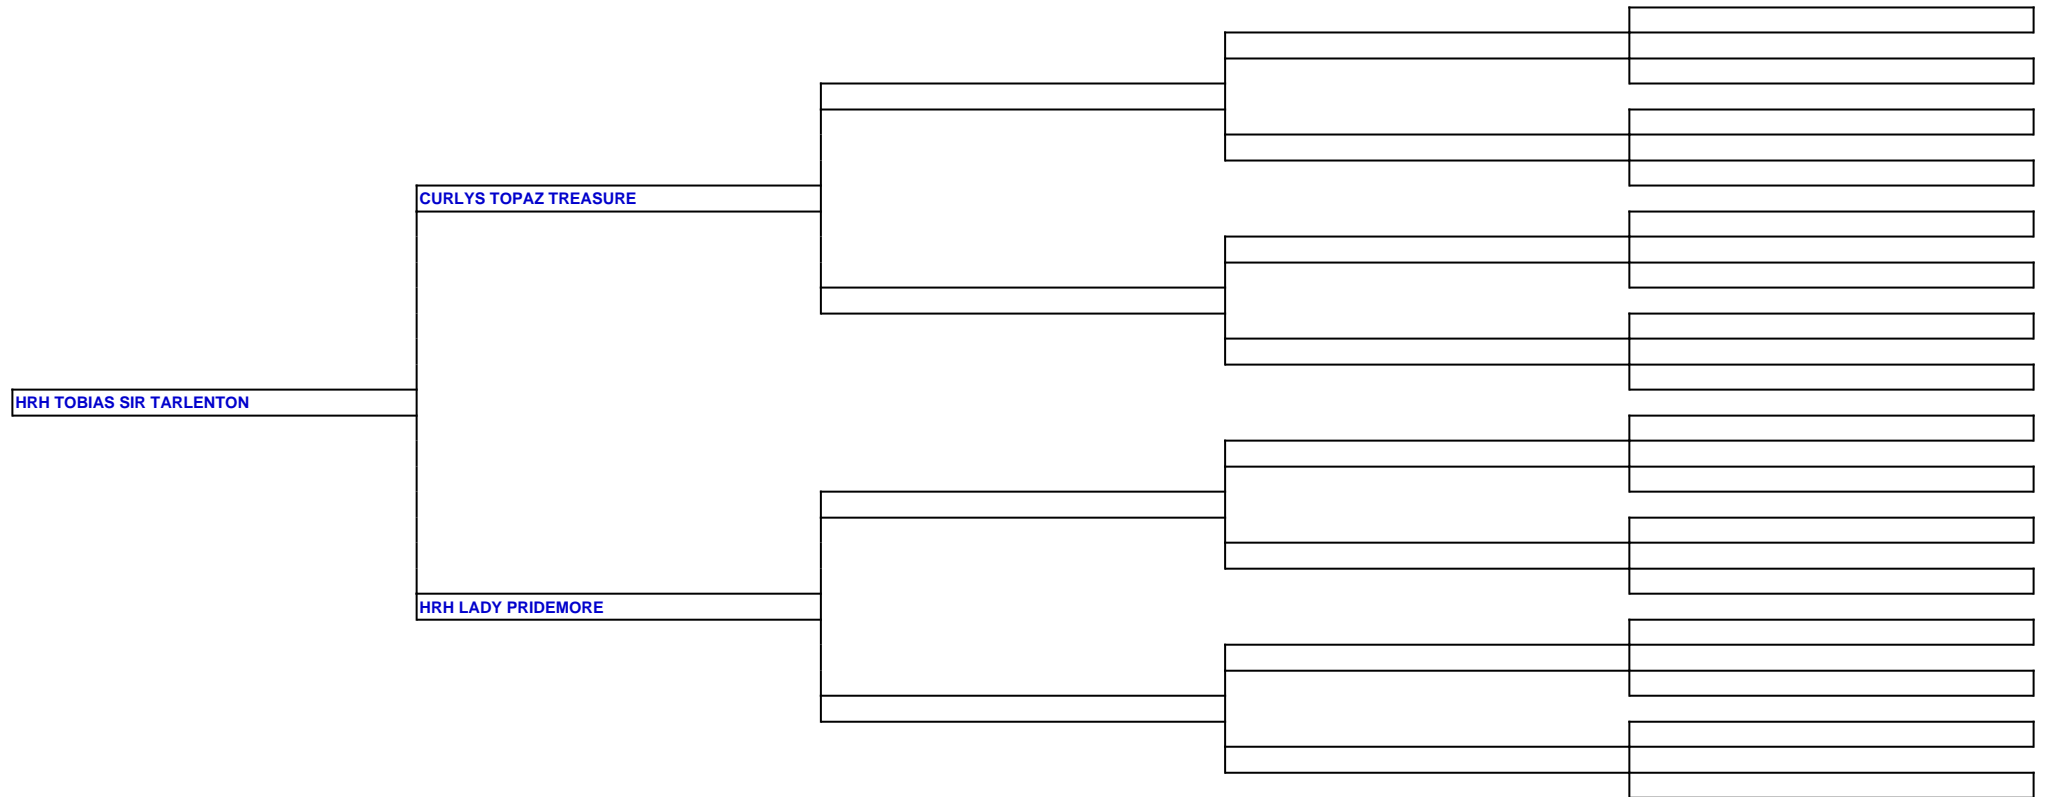 CURLYS TOPAZ TREASURE
HRH TOBIAS SIR TARLENTON
HRH LADY PRIDEMORE